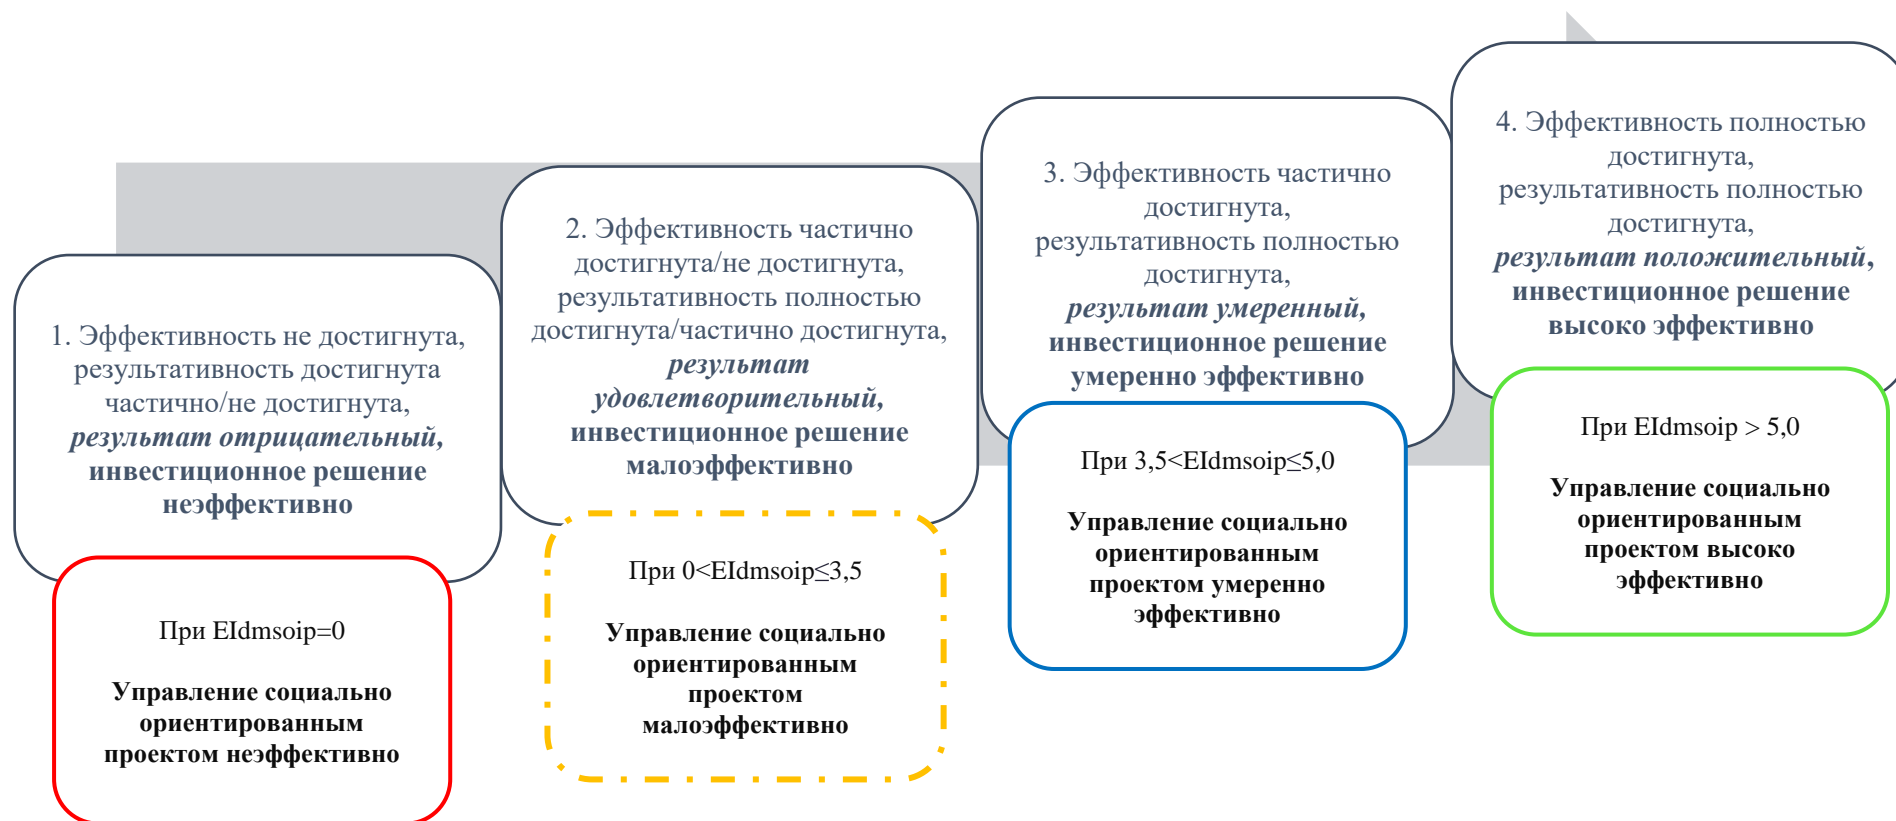 1. Эффективность не достигнута,
результативность достигнута
частично/не достигнута,
результат отрицательный,
инвестиционное решение
неэффективно
При EIdmsoip=0
Управление социально
ориентированным
проектом неэффективно
2. Эффективность частично
достигнута/не достигнута,
результативность полностью
достигнута/частично достигнута,
результат
удовлетворительный,
инвестиционное решение
малоэффективно
При 0<EIdmsoip≤3,5
Управление социально
ориентированным
проектом
малоэффективно
3. Эффективность частично
достигнута,
результативность полностью
достигнута,
результат умеренный,
инвестиционное решение
умеренно эффективно
При 3,5<EIdmsoip≤5,0
Управление социально
ориентированным
проектом умеренно
эффективно
4. Эффективность полностью
достигнута,
результативность полностью
достигнута,
результат положительный,
инвестиционное решение
высоко эффективно
При EIdmsoip > 5,0
Управление социально
ориентированным
проектом высоко
эффективно